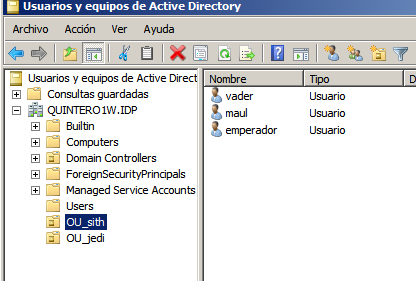 Usuarios y equipos de Active Directory
Archivo Acción Ver Ayuda
Usuarios y equipos de Active Direct
Consultas guardadas
QUINTERO1W.IDP
Builtin
Computers
Domain Controllers
ForeignSecurityPrincipals
Managed Service Accounts
Users
OU_sith
OU_jedi
Nombre Tipo D
vader Usuario
maul Usuario
emperador Usuario